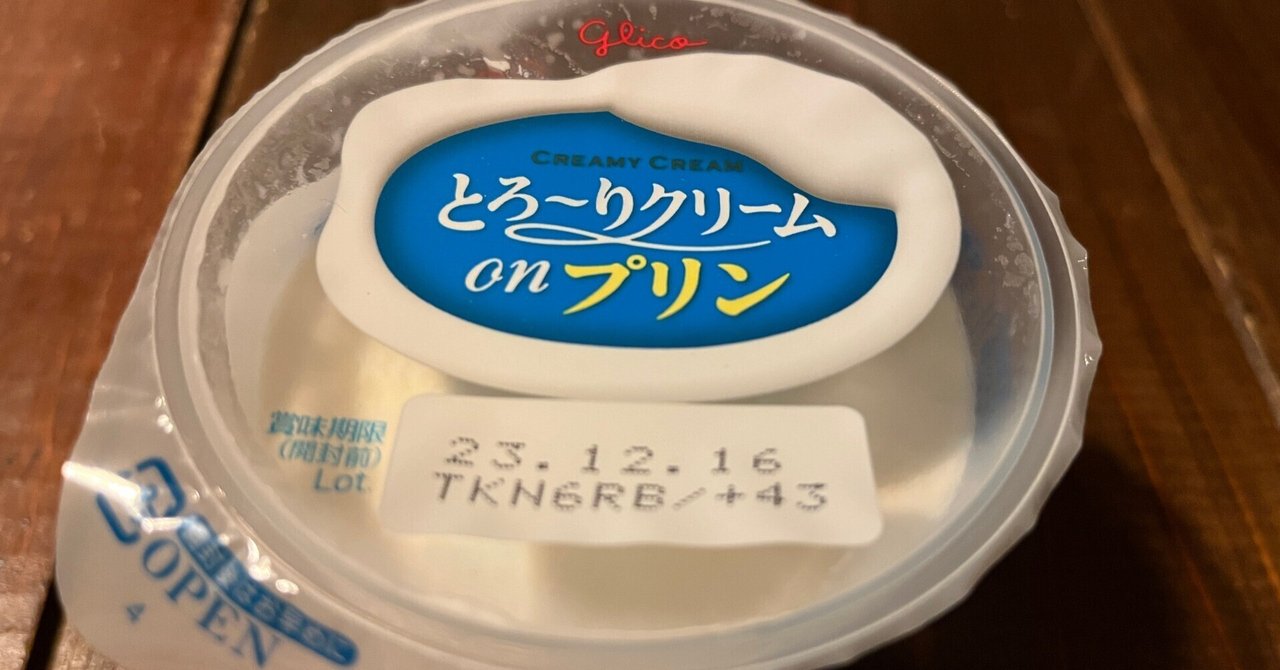 Glico
CREAMY CREAM
とろ〜りクリーム
on プリン
賞味期限
(開封前)
Lot.
23.12.16
TKN6RB/+43
OPEN
4